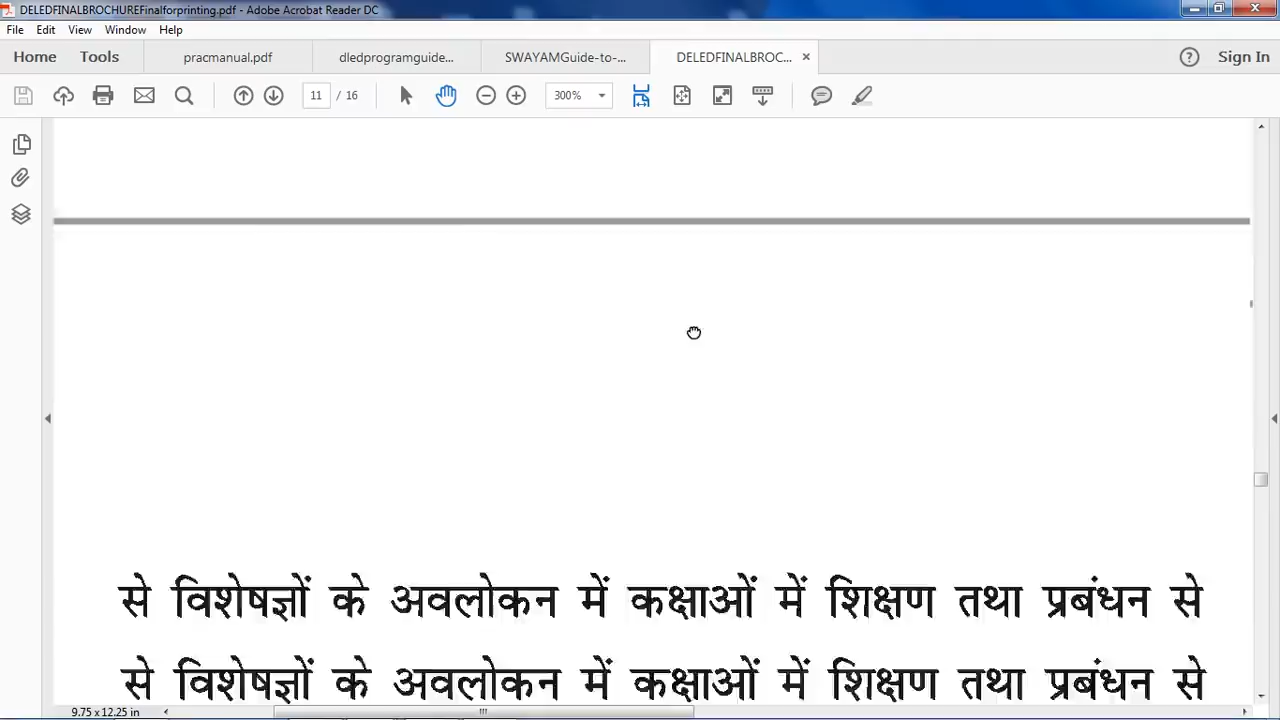 DELEDFINALBROCHUREFinalforprinting.pdf - Adobe Acrobat Reader DC
File Edit View Window Help
Home Tools pracmanual.pdf dledprogramguide... SWAYAMGuide-to-... DELEDFINALBROC... × Sign In
11 / 16 300%
से विशेषज्ञों के अवलोकन में कक्षाओं में शिक्षण तथा प्रबंधन से
से विशेषज्ञों के अवलोकन में कक्षाओं में शिक्षण तथा प्रबंधन से
9.75 x 12.25 in